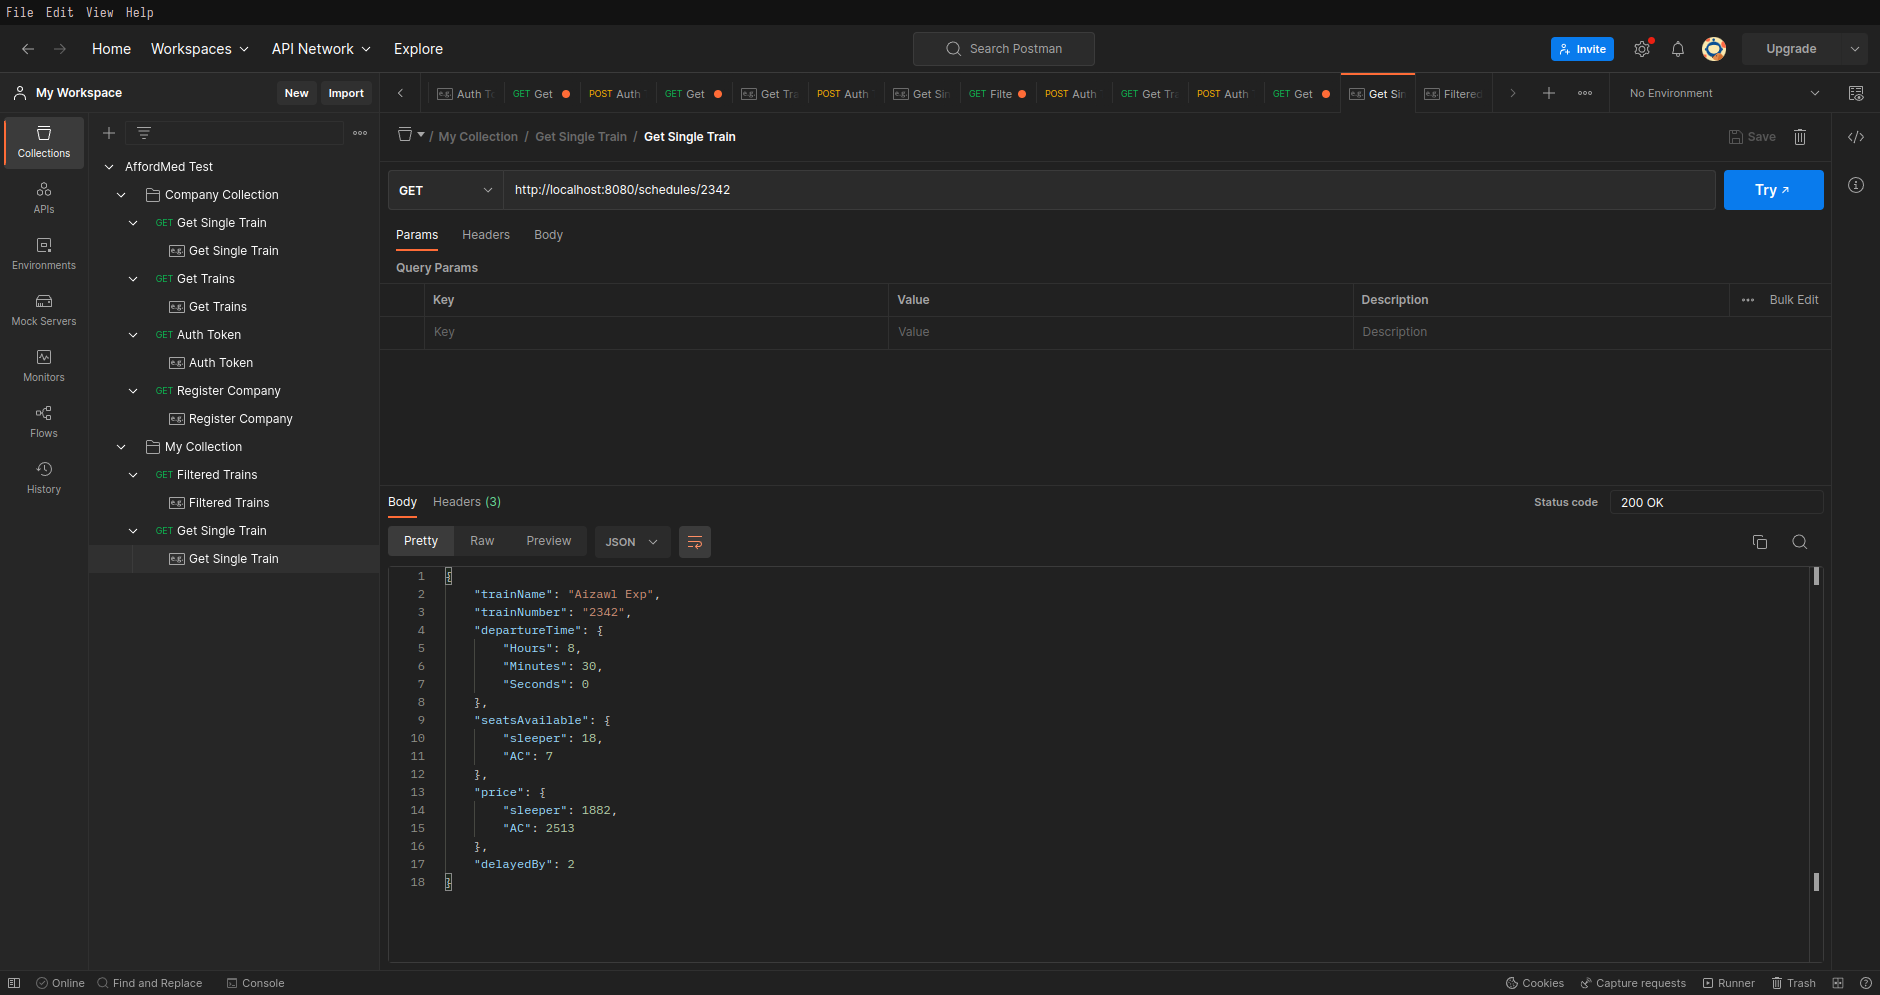 File Edit View Help
Home Workspaces API Network Explore
Search Postman
Invite
Upgrade
My Workspace
New
Import
GET Get
POST Auth
GET Get
e.g. Get
POST Auth
e.g. Get
GET Filte
POST Auth
GET Get
POST Auth
GET Get
e.g. Get
e.g. Filtered
No Environment
Collections
APIs
Environments
Mock Servers
Monitors
Flows
History
AffordMed Test
Company Collection
GET Get Single Train
e.g. Get Single Train
GET Get Trains
e.g. Get Trains
GET Auth Token
e.g. Auth Token
GET Register Company
e.g. Register Company
My Collection
GET Filtered Trains
e.g. Filtered Trains
GET Get Single Train
e.g. Get Single Train
/ My Collection / Get Single Train / Get Single Train
Save
GET
http://localhost:8080/schedules/2342
Try
Params Headers Body
Query Params
Key Value Description Bulk Edit
Key Value Description
Body Headers (3)
Status code 200 OK
Pretty Raw Preview JSON
1 {
2 "trainName": "Aizawl Exp",
3 "trainNumber": "2342",
4 "departureTime": {
5 "Hours": 8,
6 "Minutes": 30,
7 "Seconds": 0
8 },
9 "seatsAvailable": {
10 "sleeper": 18,
11 "AC": 7
12 },
13 "price": {
14 "sleeper": 1882,
15 "AC": 2513
16 },
17 "delayedBy": 2
18 }
Online Find and Replace Console
Cookies Capture requests Runner Trash